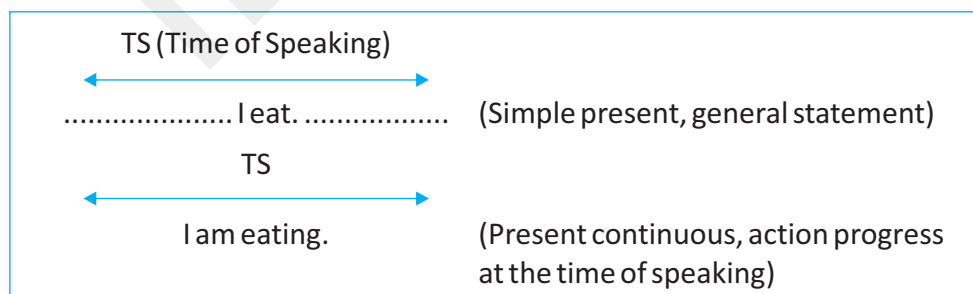 TS (Time of Speaking)
..................... I eat. .................. (Simple present, general statement)
TS
I am eating. (Present continuous, action progress
at the time of speaking)